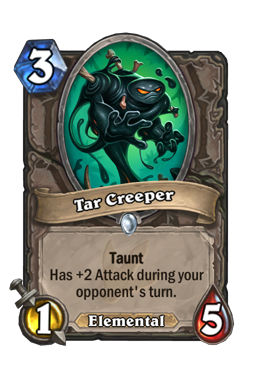 3
Tar Creeper
Taunt
Has +2 Attack during your
opponent's turn.
1
Elemental
5